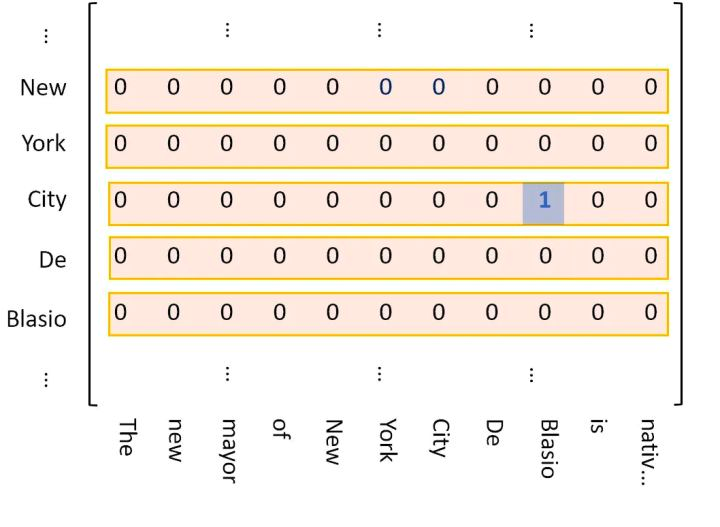 ⋮ ⋮ ⋮ ⋮
New 0 0 0 0 0 0 0 0 0 0 0
York 0 0 0 0 0 0 0 0 0 0 0
City 0 0 0 0 0 0 0 0 1 0 0
De 0 0 0 0 0 0 0 0 0 0 0
Blasio 0 0 0 0 0 0 0 0 0 0 0
⋮ ⋮ ⋮ ⋮
The new mayor of New York City De Blasio is nativ...